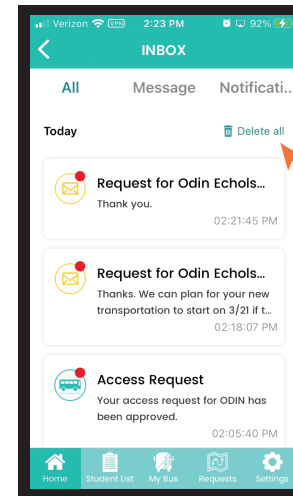 Verizon VPN 2:23 PM 92%
INBOX
All Message Notificati..
Today Delete all
Request for Odin Echols...
Thank you.
02:21:45 PM
Request for Odin Echols...
Thanks. We can plan for your new
transportation to start on 3/21 if t...
02:18:07 PM
Access Request
Your access request for ODIN has
been approved.
02:05:40 PM
Home Student List My Bus Requests Settings